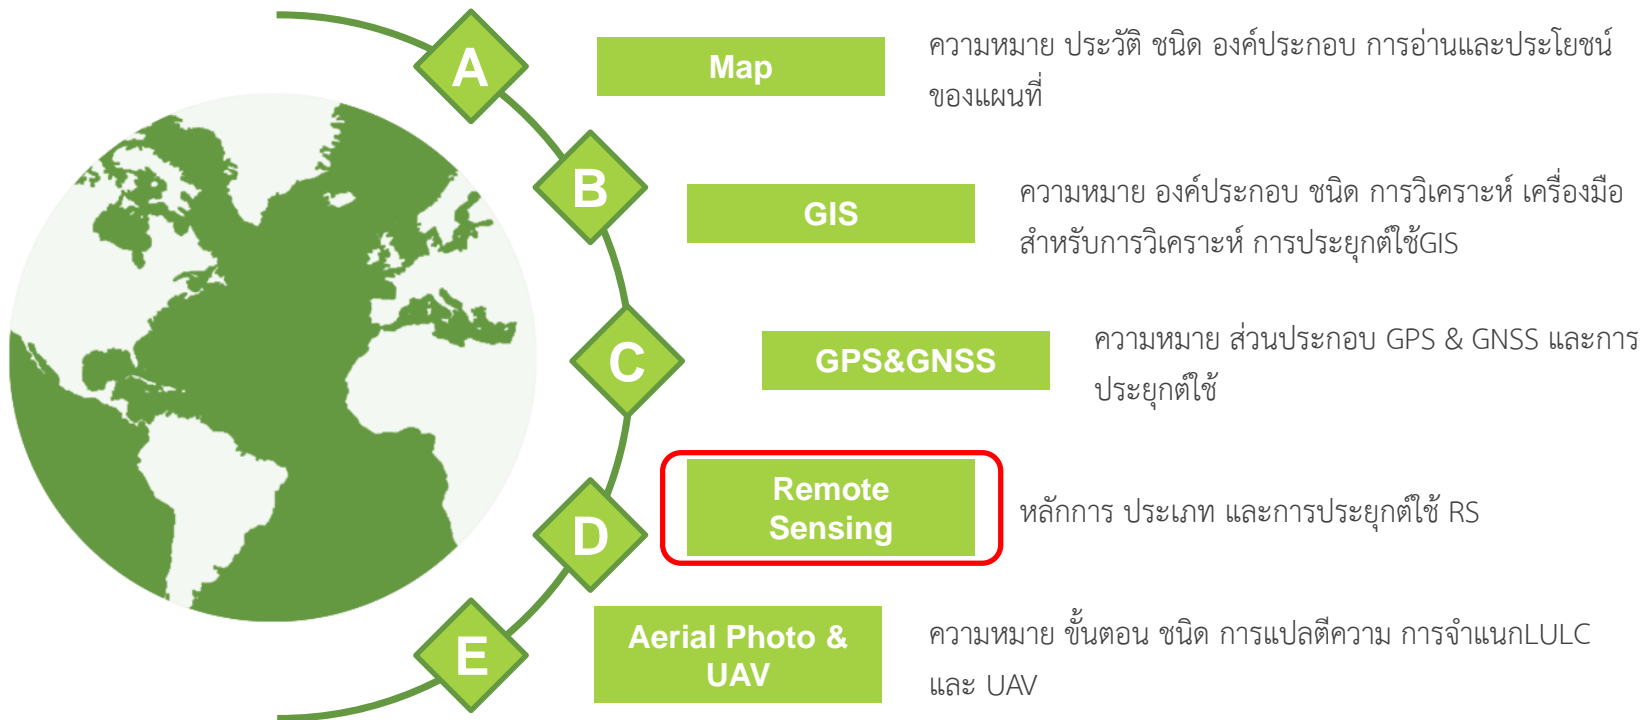 A
Map
ความหมาย ประวัติ ชนิด องค์ประกอบ การอ่านและประโยชน์
ของแผนที่
B
GIS
ความหมาย องค์ประกอบ ชนิด การวิเคราะห์ เครื่องมือ
สำหรับการวิเคราะห์ การประยุกต์ใช้GIS
C
GPS&GNSS
ความหมาย ส่วนประกอบ GPS & GNSS และการ
ประยุกต์ใช้
D
Remote
Sensing
หลักการ ประเภท และการประยุกต์ใช้ RS
E
Aerial Photo &
UAV
ความหมาย ขั้นตอน ชนิด การแปลตีความ การจำแนกLULC
และ UAV